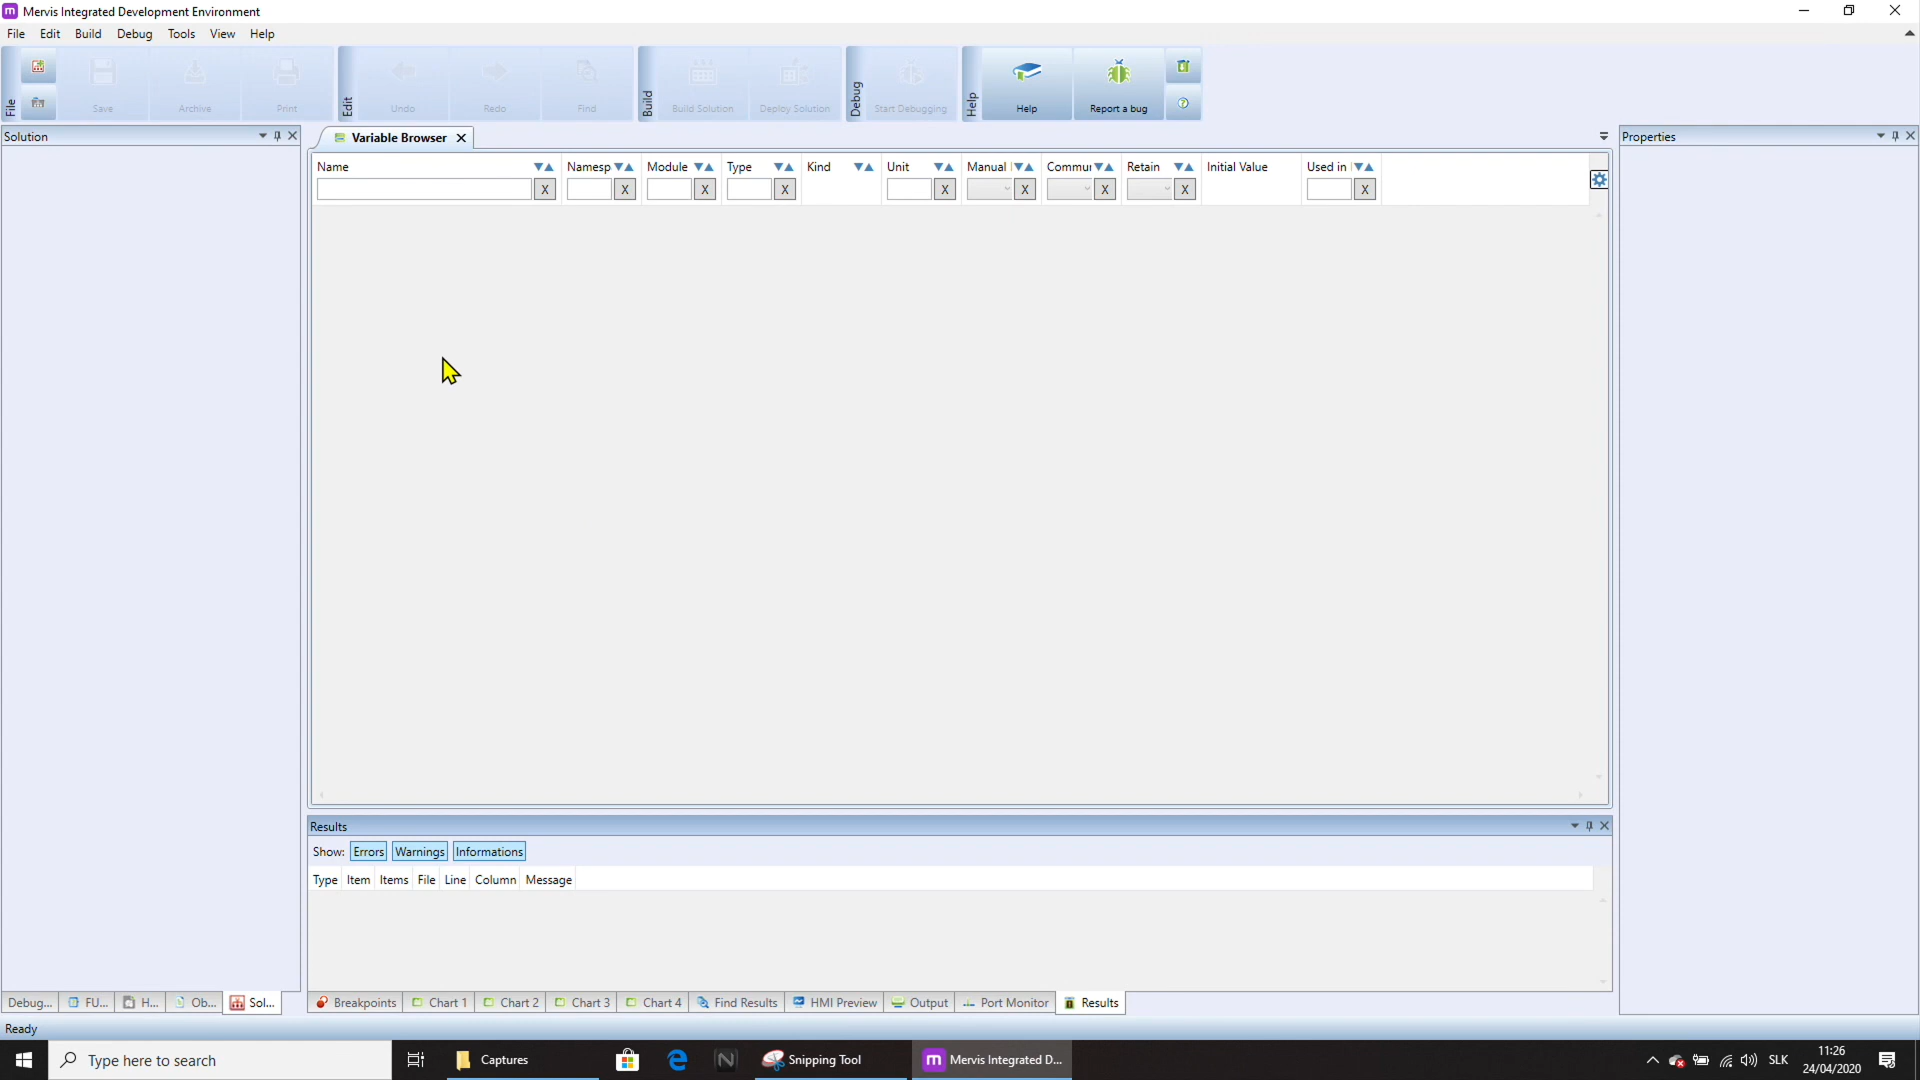 Mervis Integrated Development Environment
File Edit Build Debug Tools View Help
File Save Archive Print Edit Undo Redo Find Build Build Solution Deploy Solution Debug Start Debugging Help Help Report a bug
Solution
Variable Browser
Properties
Name Namesp Module Type Kind Unit Manual Commu Retain Initial Value Used in
X X X X X X X X X
Results
Show: Errors Warnings Informations
Type Item Items File Line Column Message
Debug... FU... H... Ob... Sol... Breakpoints Chart 1 Chart 2 Chart 3 Chart 4 Find Results HMI Preview Output Port Monitor Results
Ready
Type here to search Captures Snipping Tool Mervis Integrated D... SLK 11:26
24/04/2020